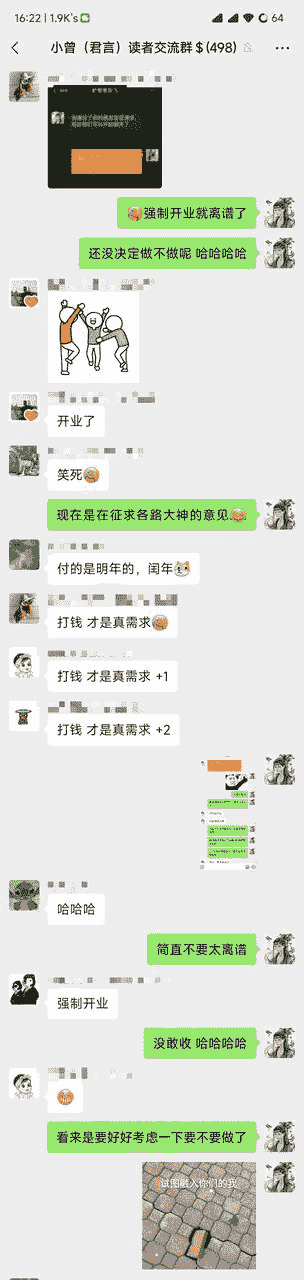 16:22 | 1.9K's
64
小曾（君言）读者交流群$(498)
强制开业就离谱了
还没决定做不做呢 哈哈哈哈
开业了
笑死
现在是在征求各路大神的意见
付的是明年的，闰年
打钱 才是真需求
打钱 才是真需求 +1
打钱 才是真需求 +2
哈哈哈
简直不要太离谱
强制开业
没敢收 哈哈哈哈
看来是要好好考虑一下要不要做了
试图融入你们的我